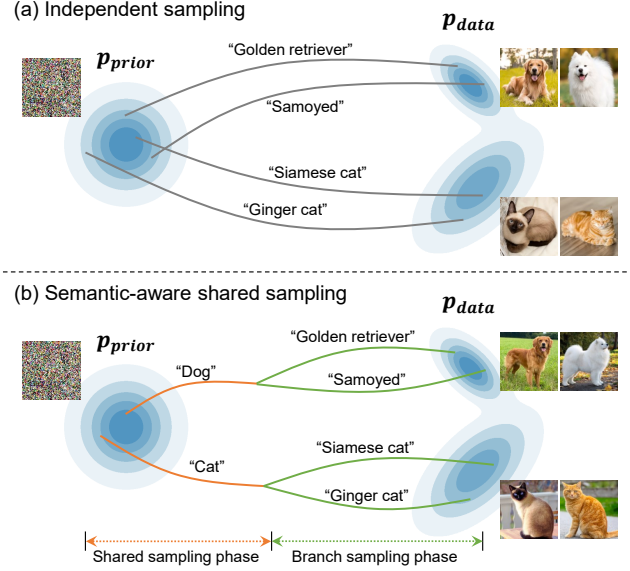 (a) Independent sampling
p_prior
p_data
“Golden retriever”
“Samoyed”
“Siamese cat”
“Ginger cat”
(b) Semantic-aware shared sampling
p_prior
p_data
“Dog”
“Golden retriever”
“Samoyed”
“Cat”
“Siamese cat”
“Ginger cat”
Shared sampling phase
Branch sampling phase